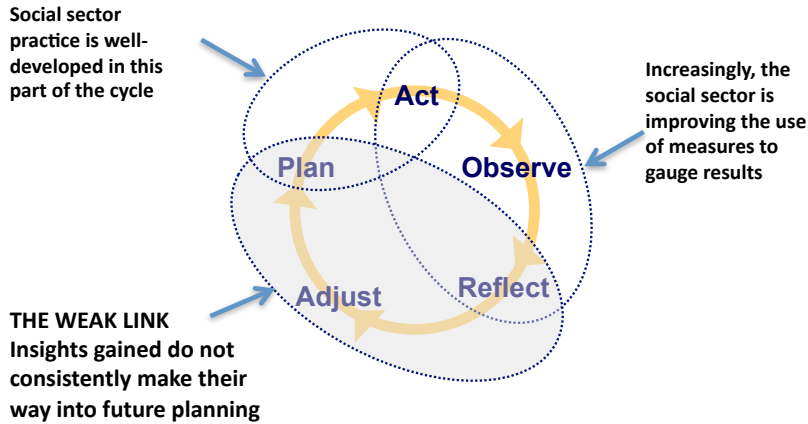 Social sector
practice is well-
developed in this
part of the cycle
Act
Increasingly, the
social sector is
improving the use
of measures to
gauge results
Plan
Observe
Adjust
Reflect
THE WEAK LINK
Insights gained do not
consistently make their
way into future planning